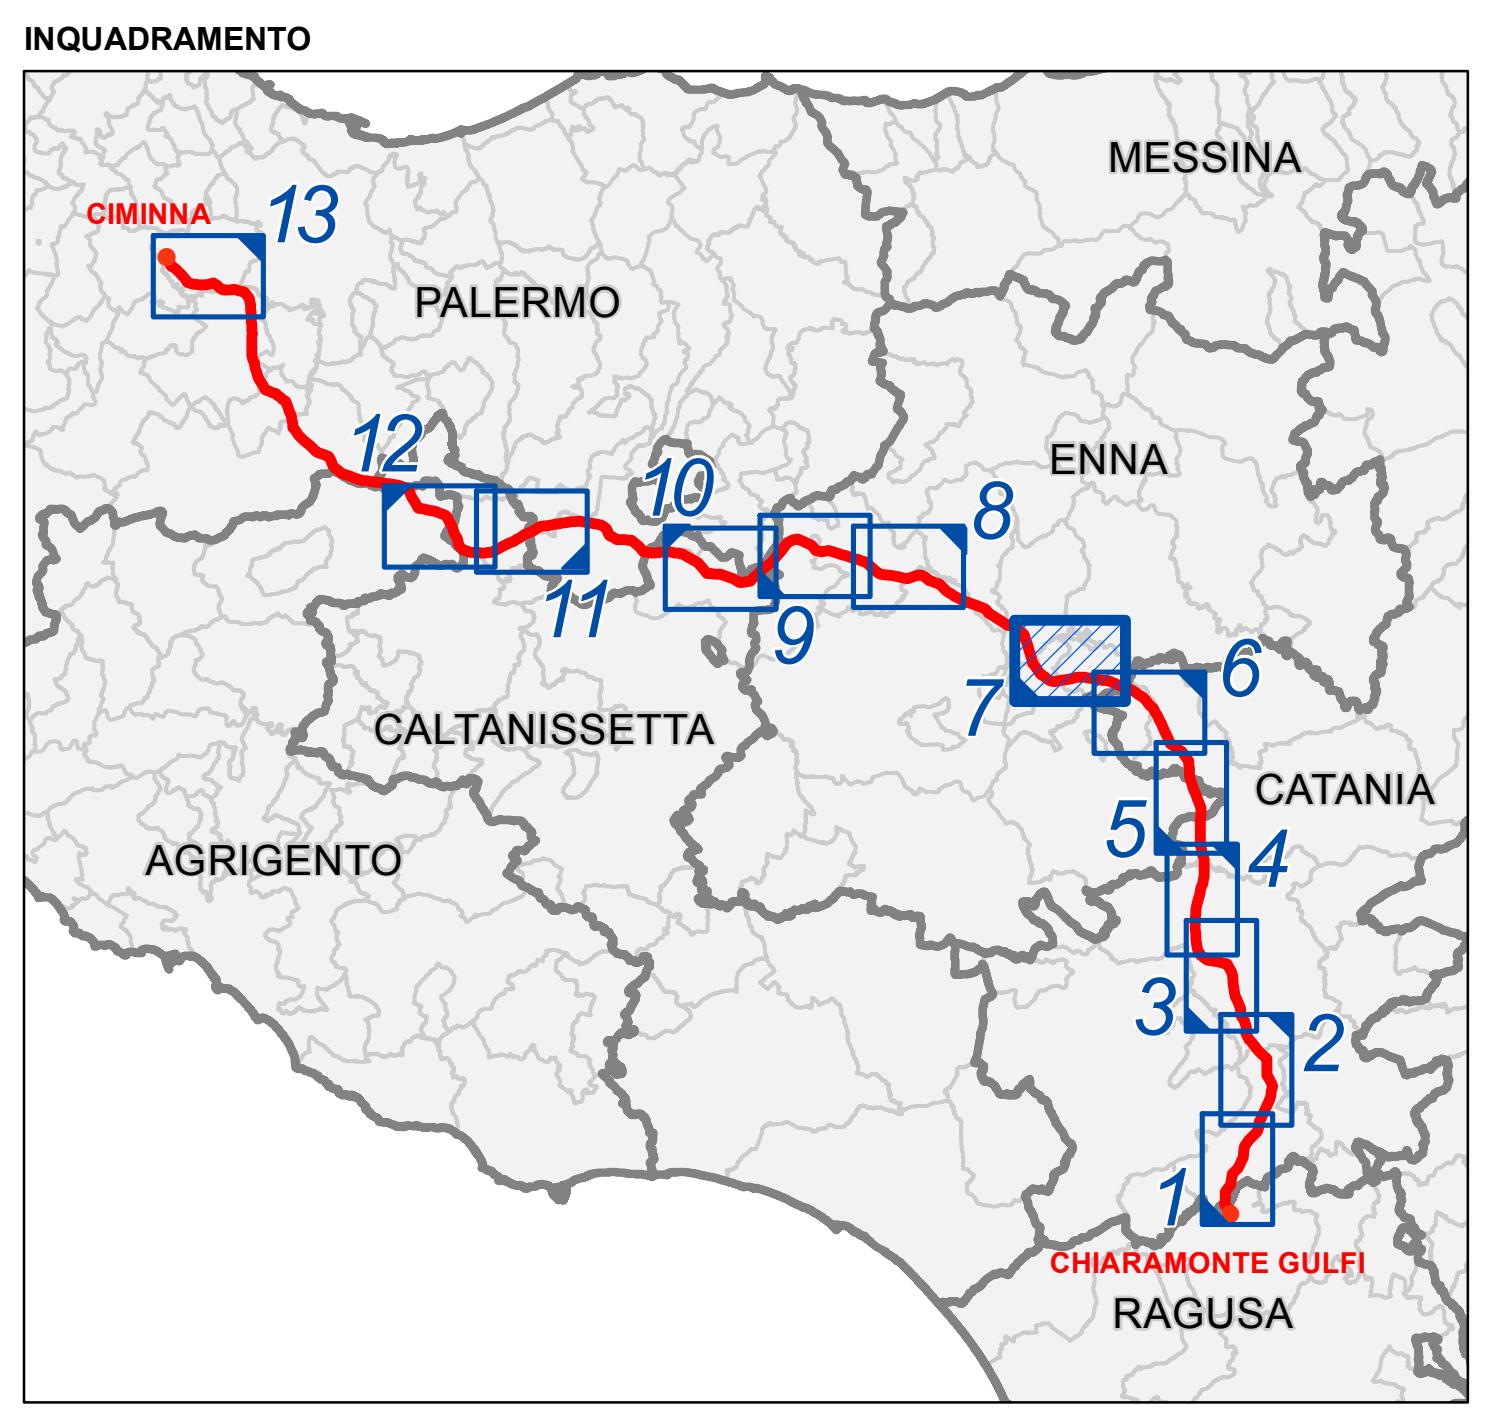 INQUADRAMENTO
MESSINA
CIMINNA
13
PALERMO
12
ENNA
10
8
11
9
6
7
CALTANISSETTA
CATANIA
5
4
AGRIGENTO
3
2
1
CHIARAMONTE GULFI
RAGUSA